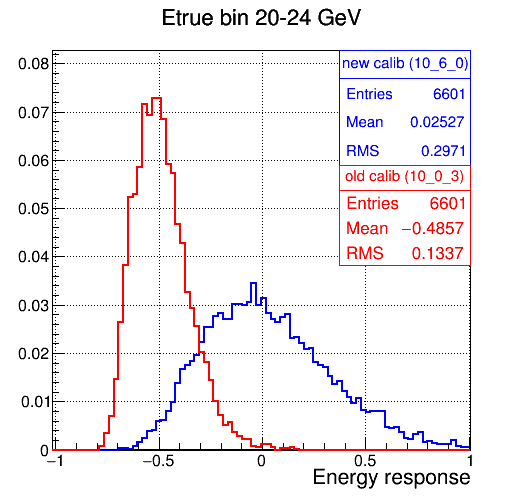 Etrue bin 20-24 GeV
new calib (10_6_0)
Entries 6601
Mean 0.02527
RMS 0.2971
old calib (10_0_3)
Entries 6601
Mean −0.4857
RMS 0.1337
0.08
0.07
0.06
0.05
0.04
0.03
0.02
0.01
0
−1 −0.5 0 0.5 1
Energy response